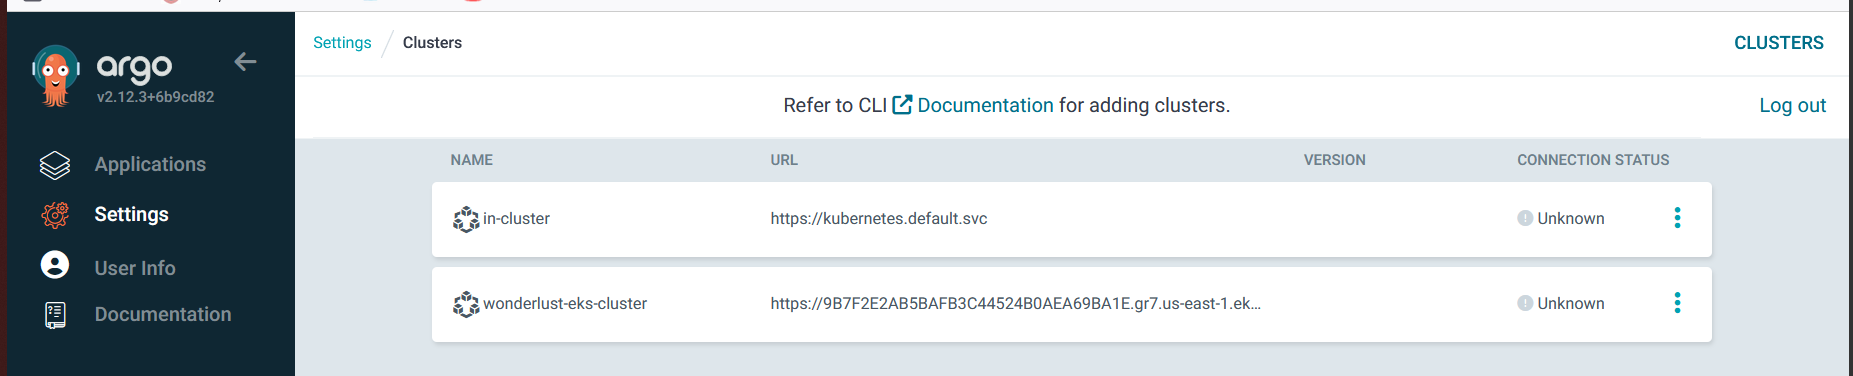 argo
v2.12.3+6b9cd82
Applications
Settings
User Info
Documentation
Settings / Clusters
CLUSTERS
Refer to CLI Documentation for adding clusters.
Log out
NAME URL VERSION CONNECTION STATUS
in-cluster https://kubernetes.default.svc Unknown
wonderlust-eks-cluster https://9B7F2E2AB5BAFB3C44524B0AEA69BA1E.gr7.us-east-1.ek... Unknown